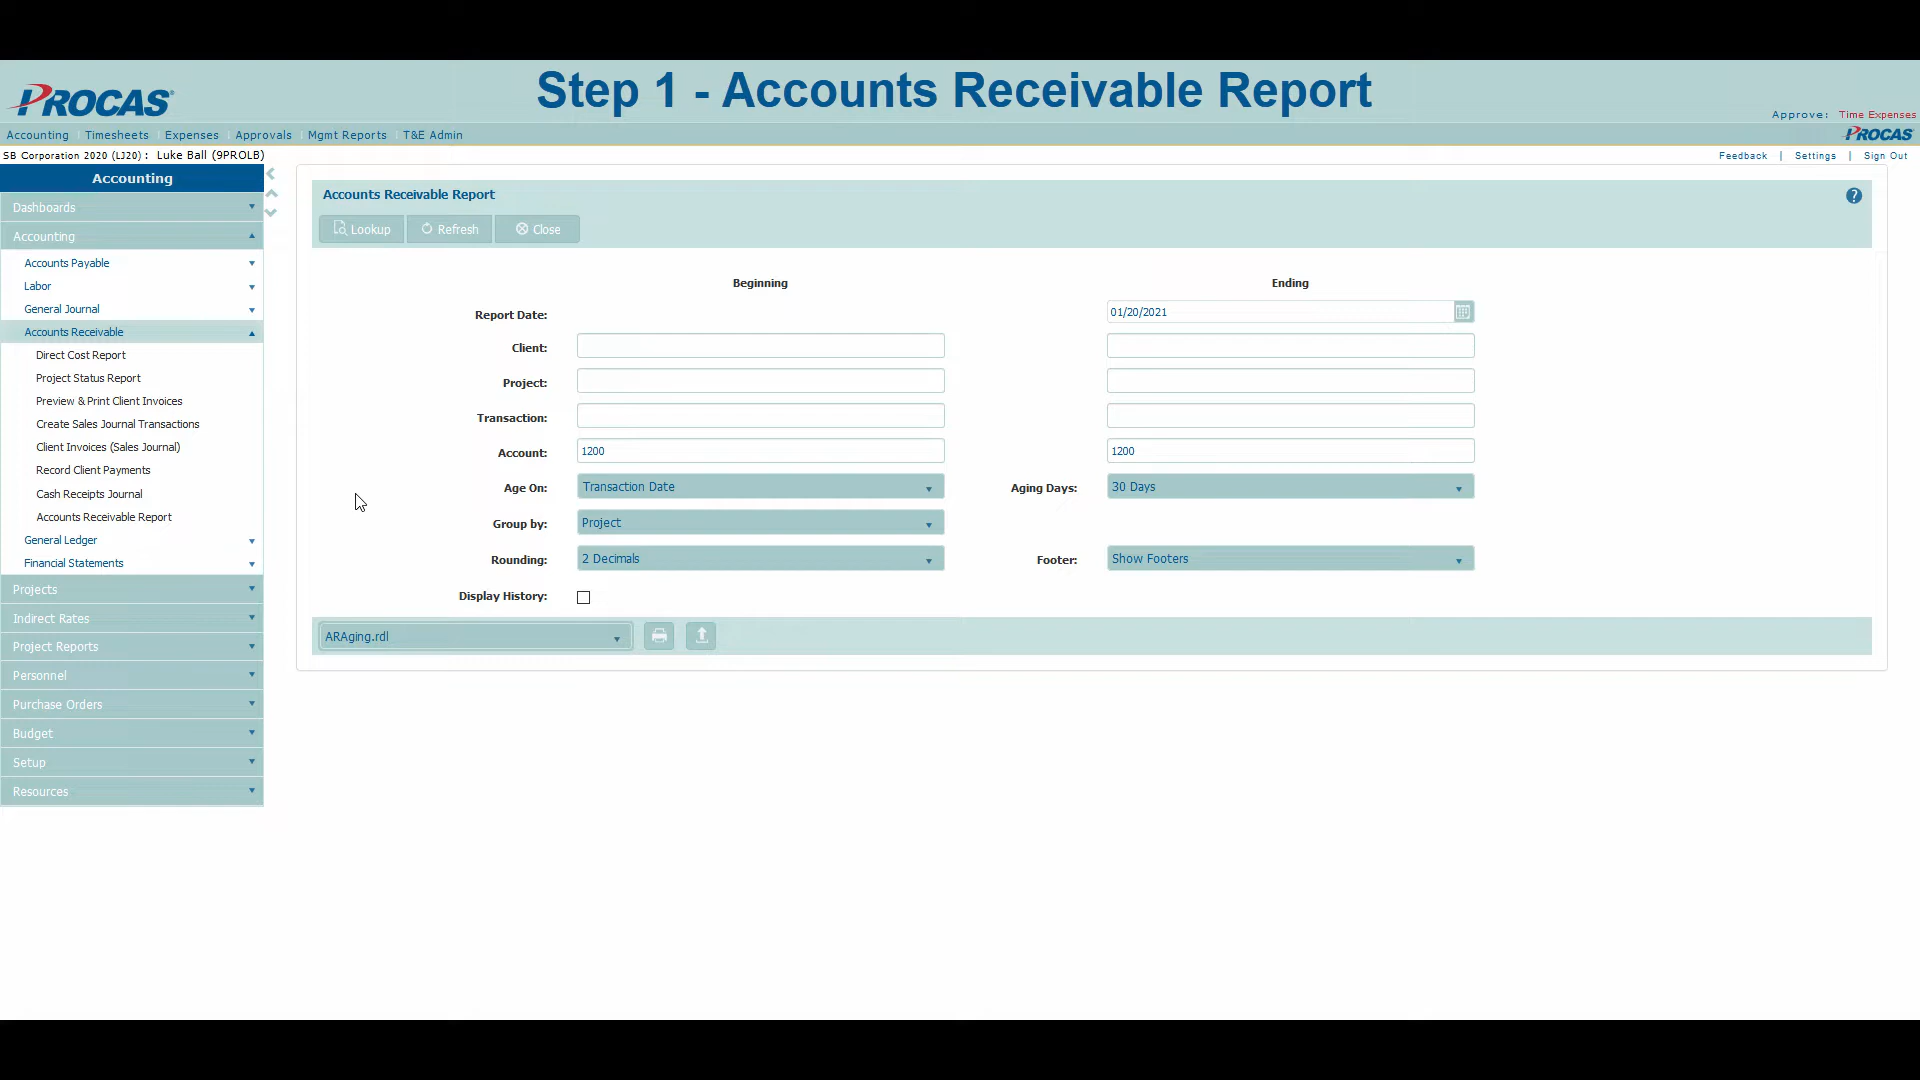 PROCAS
Step 1 - Accounts Receivable Report
Approve: Time Expenses
Accounting Timesheets Expenses Approvals Mgmt Reports T&E Admin
PROCAS
SB Corporation 2020 (LJ20) : Luke Ball (9PROLB)
Feedback | Settings | Sign Out
Accounting
Dashboards
Accounting
Accounts Payable
Labor
General Journal
Accounts Receivable
Direct Cost Report
Project Status Report
Preview & Print Client Invoices
Create Sales Journal Transactions
Client Invoices (Sales Journal)
Record Client Payments
Cash Receipts Journal
Accounts Receivable Report
General Ledger
Financial Statements
Projects
Indirect Rates
Project Reports
Personnel
Purchase Orders
Budget
Setup
Resources
Accounts Receivable Report
?
Lookup Refresh Close
Beginning Ending
Report Date: 01/20/2021
Client:
Project:
Transaction:
Account: 1200 1200
Age On: Transaction Date Aging Days: 30 Days
Group by: Project
Rounding: 2 Decimals Footer: Show Footers
Display History:
ARAging.rdl